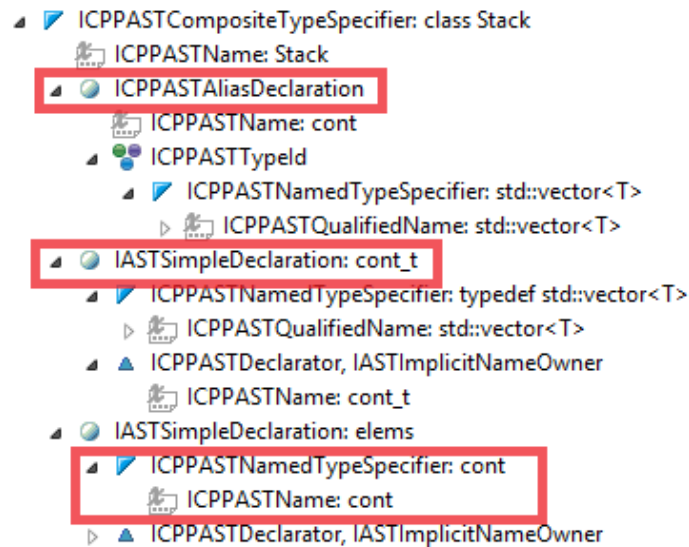 ICPPASTCompositeTypeSpecifier: class Stack
ICPPASTName: Stack
ICPPASTAliasDeclaration
ICPPASTName: cont
ICPPASTTypeId
ICPPASTNamedTypeSpecifier: std::vector<T>
ICPPASTQualifiedName: std::vector<T>
IASTSimpleDeclaration: cont_t
ICPPASTNamedTypeSpecifier: typedef std::vector<T>
ICPPASTQualifiedName: std::vector<T>
ICPPASTDeclarator, IASTImplicitNameOwner
ICPPASTName: cont_t
IASTSimpleDeclaration: elems
ICPPASTNamedTypeSpecifier: cont
ICPPASTName: cont
ICPPASTDeclarator, IASTImplicitNameOwner